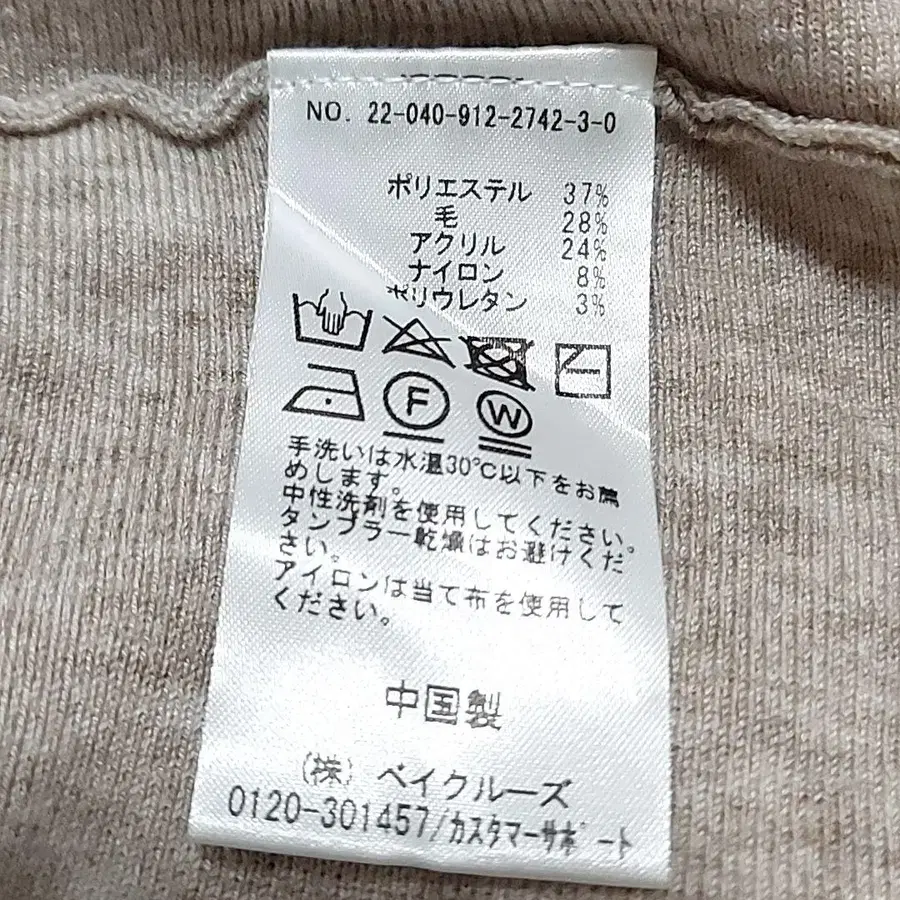 NO. 22-040-912-2742-3-0
ポリエステル 37%
毛 28%
アクリル 24%
ナイロン 8%
ポリウレタン 3%
F W
手洗いは水温30℃以下をお薦
めします。
中性洗剤を使用してください。
タンブラー乾燥はお避けくだ
さい。
アイロンは当て布を使用して
ください。
中国製
(株) ベイクルーズ
0120-301457/カスタマーサポート